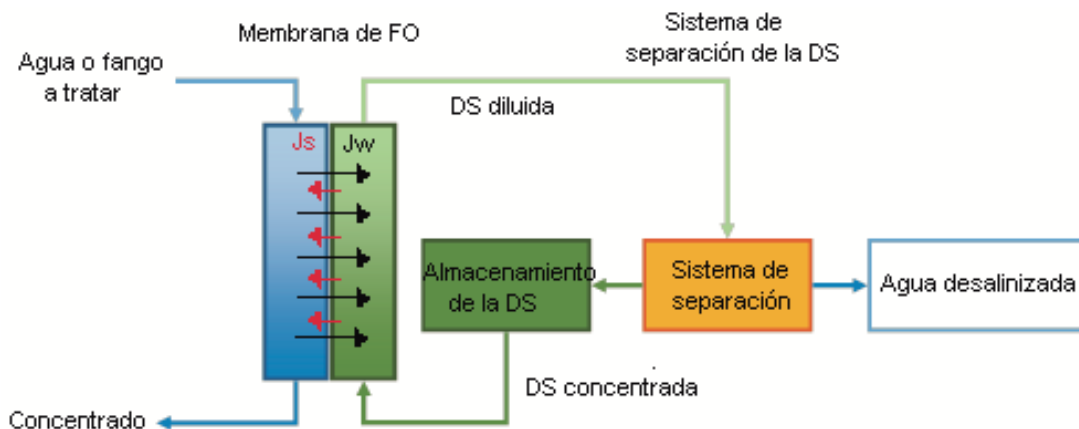 Membrana de FO
Sistema de
separación de la DS
Agua o fango
a tratar
DS diluida
Js
Jw
Almacenamiento
de la DS
Sistema de
separación
Agua desalinizada
DS concentrada
Concentrado